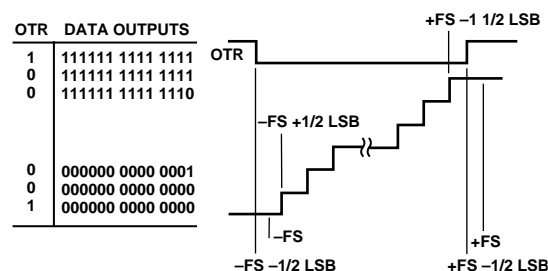 OTR DATA OUTPUTS
1 111111 1111 1111
0 111111 1111 1111
0 111111 1111 1110
0 000000 0000 0001
0 000000 0000 0000
1 000000 0000 0000
+FS –1 1/2 LSB
OTR
–FS +1/2 LSB
–FS
+FS
–FS –1/2 LSB
+FS –1/2 LSB